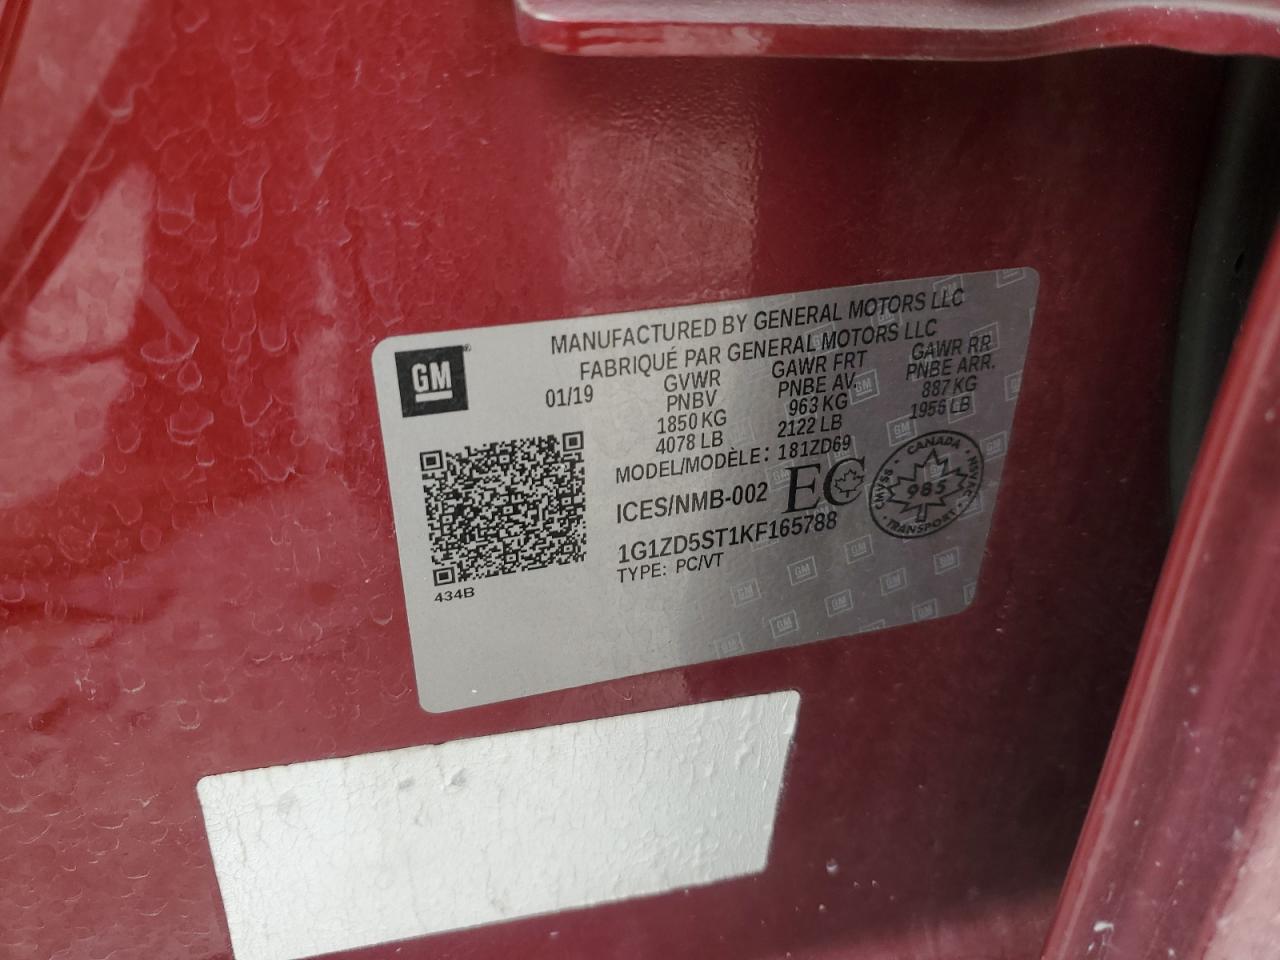 MANUFACTURED BY GENERAL MOTORS LLC
FABRIQUÉ PAR GENERAL MOTORS LLC
GM®
01/19
GVWR
PNBV
1850 KG
4078 LB
GAWR FRT
PNBE AV.
963 KG
2122 LB
GAWR RR
PNBE ARR.
887 KG
1956 LB
MODEL/MODÈLE: 181ZD69
ICES/NMB-002 EC
CANADA
CMVSS
985
NSVAC
TRANSPORT
1G1ZD5ST1KF165788
TYPE: PC/VT
434B